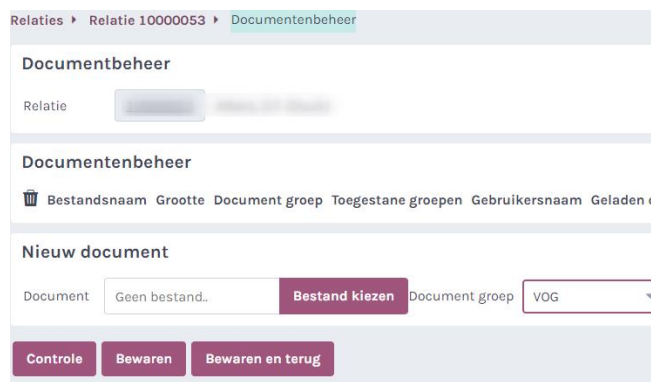 Relaties Relatie 10000053 Documentenbeheer
Documentbeheer
Relatie
Documentenbeheer
Bestandsnaam Grootte Document groep Toegestane groepen Gebruikersnaam Geladen
Nieuw document
Document Geen bestand.. Bestand kiezen Document groep VOG
Controle Bewaren Bewaren en terug